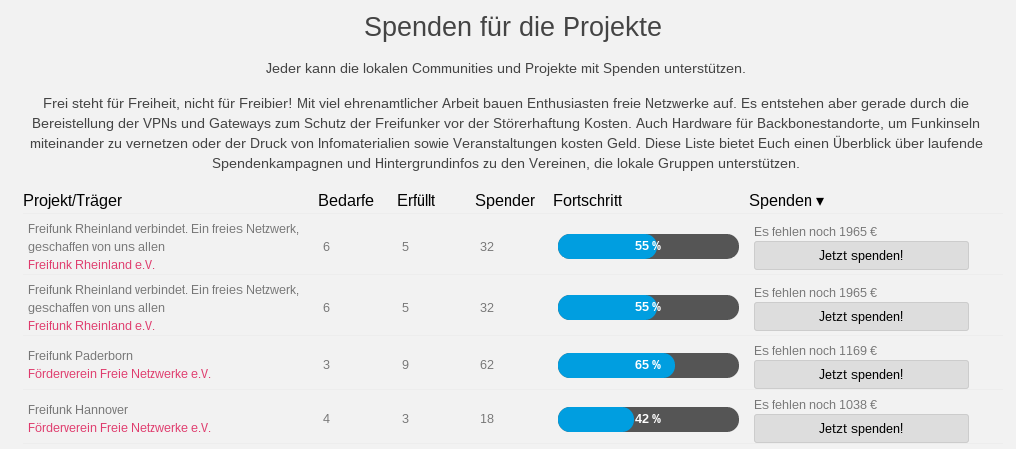 Spenden für die Projekte
Jeder kann die lokalen Communities und Projekte mit Spenden unterstützen.
Frei steht für Freiheit, nicht für Freibier! Mit viel ehrenamtlicher Arbeit bauen Enthusiasten freie Netzwerke auf. Es entstehen aber gerade durch die
Bereistellung der VPNs und Gateways zum Schutz der Freifunker vor der Störerhaftung Kosten. Auch Hardware für Backbonestandorte, um Funkinseln
miteinander zu vernetzen oder der Druck von Infomaterialien sowie Veranstaltungen kosten Geld. Diese Liste bietet Euch einen Überblick über laufende
Spendenkampagnen und Hintergrundinfos zu den Vereinen, die lokale Gruppen unterstützen.
Projekt/Träger Bedarfe Erfüllt Spender Fortschritt Spenden ▾
Freifunk Rheinland verbindet. Ein freies Netzwerk,
geschaffen von uns allen
Freifunk Rheinland e.V.
6 5 32 55 %
Es fehlen noch 1965 €
Jetzt spenden!
Freifunk Rheinland verbindet. Ein freies Netzwerk,
geschaffen von uns allen
Freifunk Rheinland e.V.
6 5 32 55 %
Es fehlen noch 1965 €
Jetzt spenden!
Freifunk Paderborn
Förderverein Freie Netzwerke e.V.
3 9 62 65 %
Es fehlen noch 1169 €
Jetzt spenden!
Freifunk Hannover
Förderverein Freie Netzwerke e.V.
4 3 18 42 %
Es fehlen noch 1038 €
Jetzt spenden!